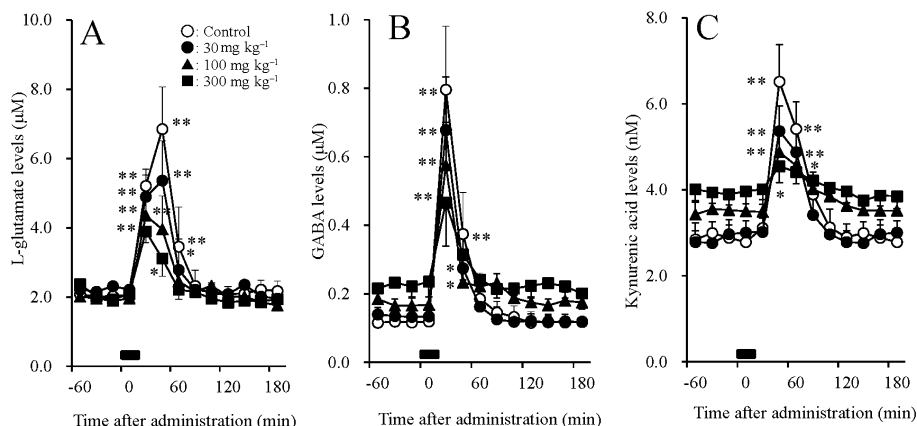 A
L-glutamate levels (μM)
10.0
8.0
6.0
4.0
2.0
0.0
○: Control
●: 30 mg kg⁻¹
▲: 100 mg kg⁻¹
■: 300 mg kg⁻¹
**
**
**
**
**
**
**
*
**
*
-60 0 60 120 180
Time after administration (min)
B
GABA levels (μM)
1.0
0.8
0.6
0.4
0.2
0.0
**
**
**
**
**
*
*
-60 0 60 120 180
Time after administration (min)
C
Kynurenic acid levels (nM)
8.0
6.0
4.0
2.0
0.0
**
**
**
*
**
**
*
-60 0 60 120 180
Time after administration (min)